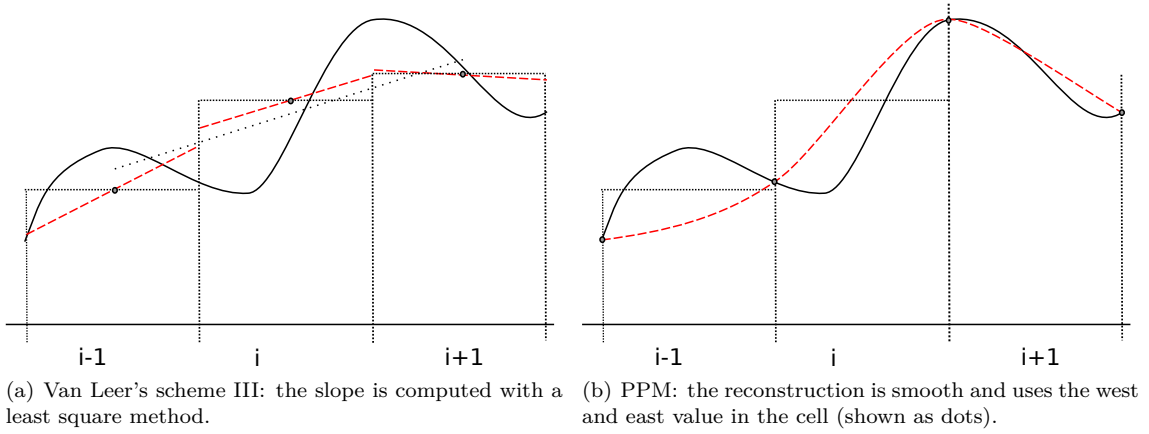 i-1 i i+1
i-1 i i+1
(a) Van Leer's scheme III: the slope is computed with a
least square method.
(b) PPM: the reconstruction is smooth and uses the west
and east value in the cell (shown as dots).